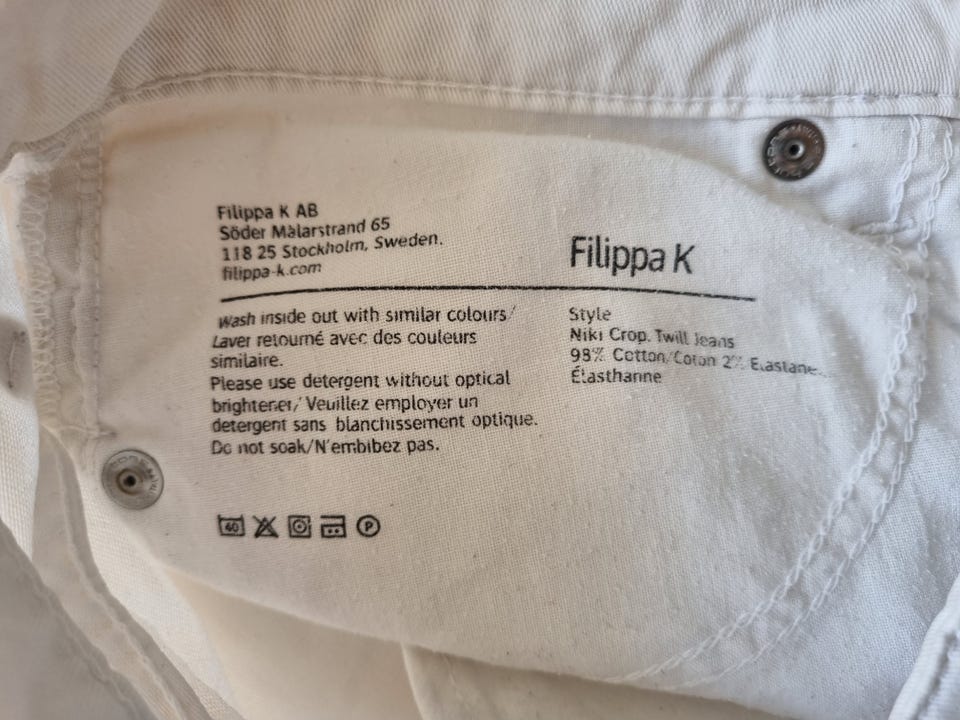 Filippa K AB
Söder Mälarstrand 65
118 25 Stockholm, Sweden.
filippa-k.com
Filippa K
Wash inside out with similar colours/
Laver retourné avec des couleurs
similaire.
Please use detergent without optical
brightener/Veuillez employer un
detergent sans blanchissement optique.
Do not soak/N'embibez pas.
Style
Niki Crop. Twill Jeans
98% Cotton/Coton 2% Elastane
Élasthanne
40
P